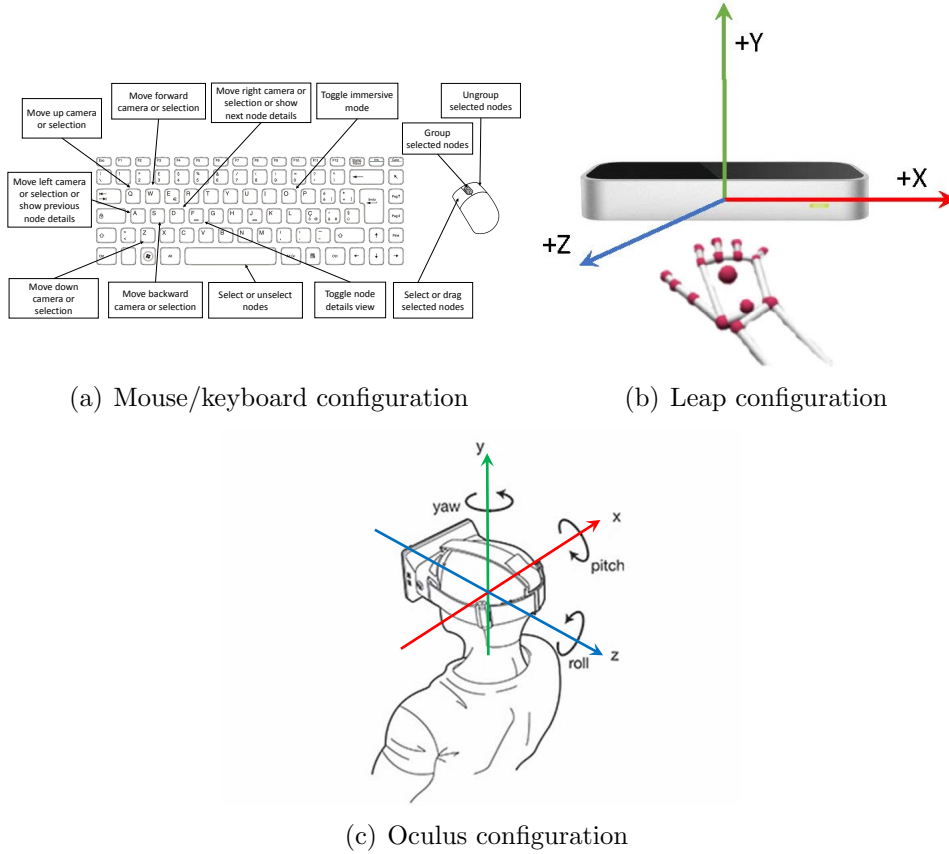 Move up camera
or selection
Move forward
camera or selection
Move right camera or
selection or show
next node details
Toggle immersive
mode
Group
selected nodes
Ungroup
selected nodes
Move left camera
or selection or
show previous
node details
Q W E R T Y U I O P
A S D F G H J K L
Z X C V B N M
Move down
camera or
selection
Move backward
camera or selection
Select or unselect
nodes
Toggle node
details view
Select or drag
selected nodes
(a) Mouse/keyboard configuration
+Y
+X
+Z
(b) Leap configuration
y
yaw
x
pitch
roll
z
(c) Oculus configuration